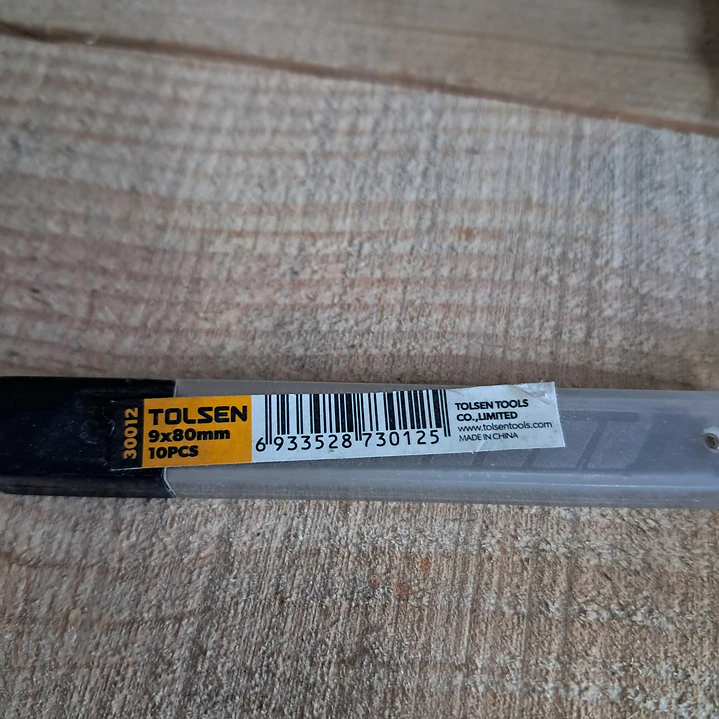 30012
TOLSEN
9x80mm
10PCS
6 933528 730125
TOLSEN TOOLS
CO.,LIMITED
www.tolsentools.com
MADE IN CHINA